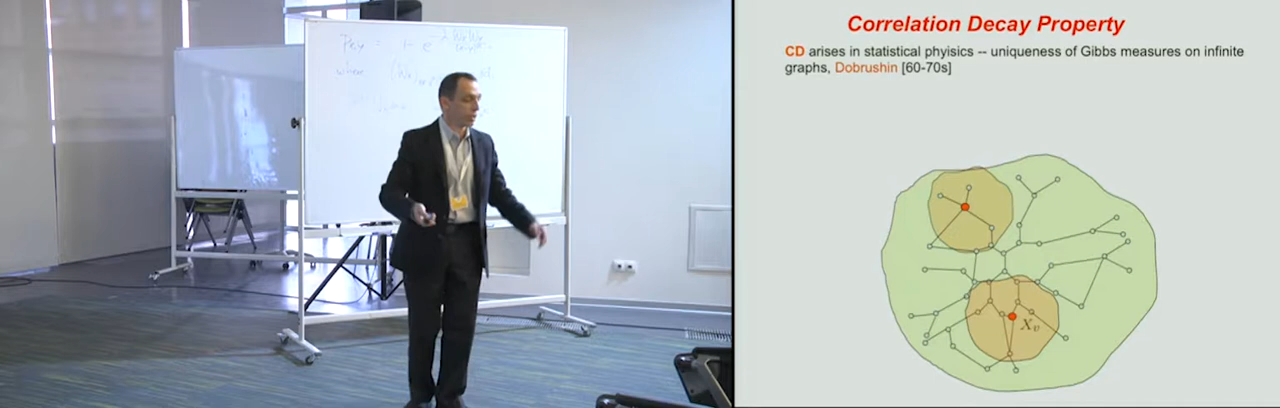 where
Correlation Decay Property
CD arises in statistical phyisics -- uniqueness of Gibbs measures on infinite
graphs, Dobrushin [60-70s]
X_v